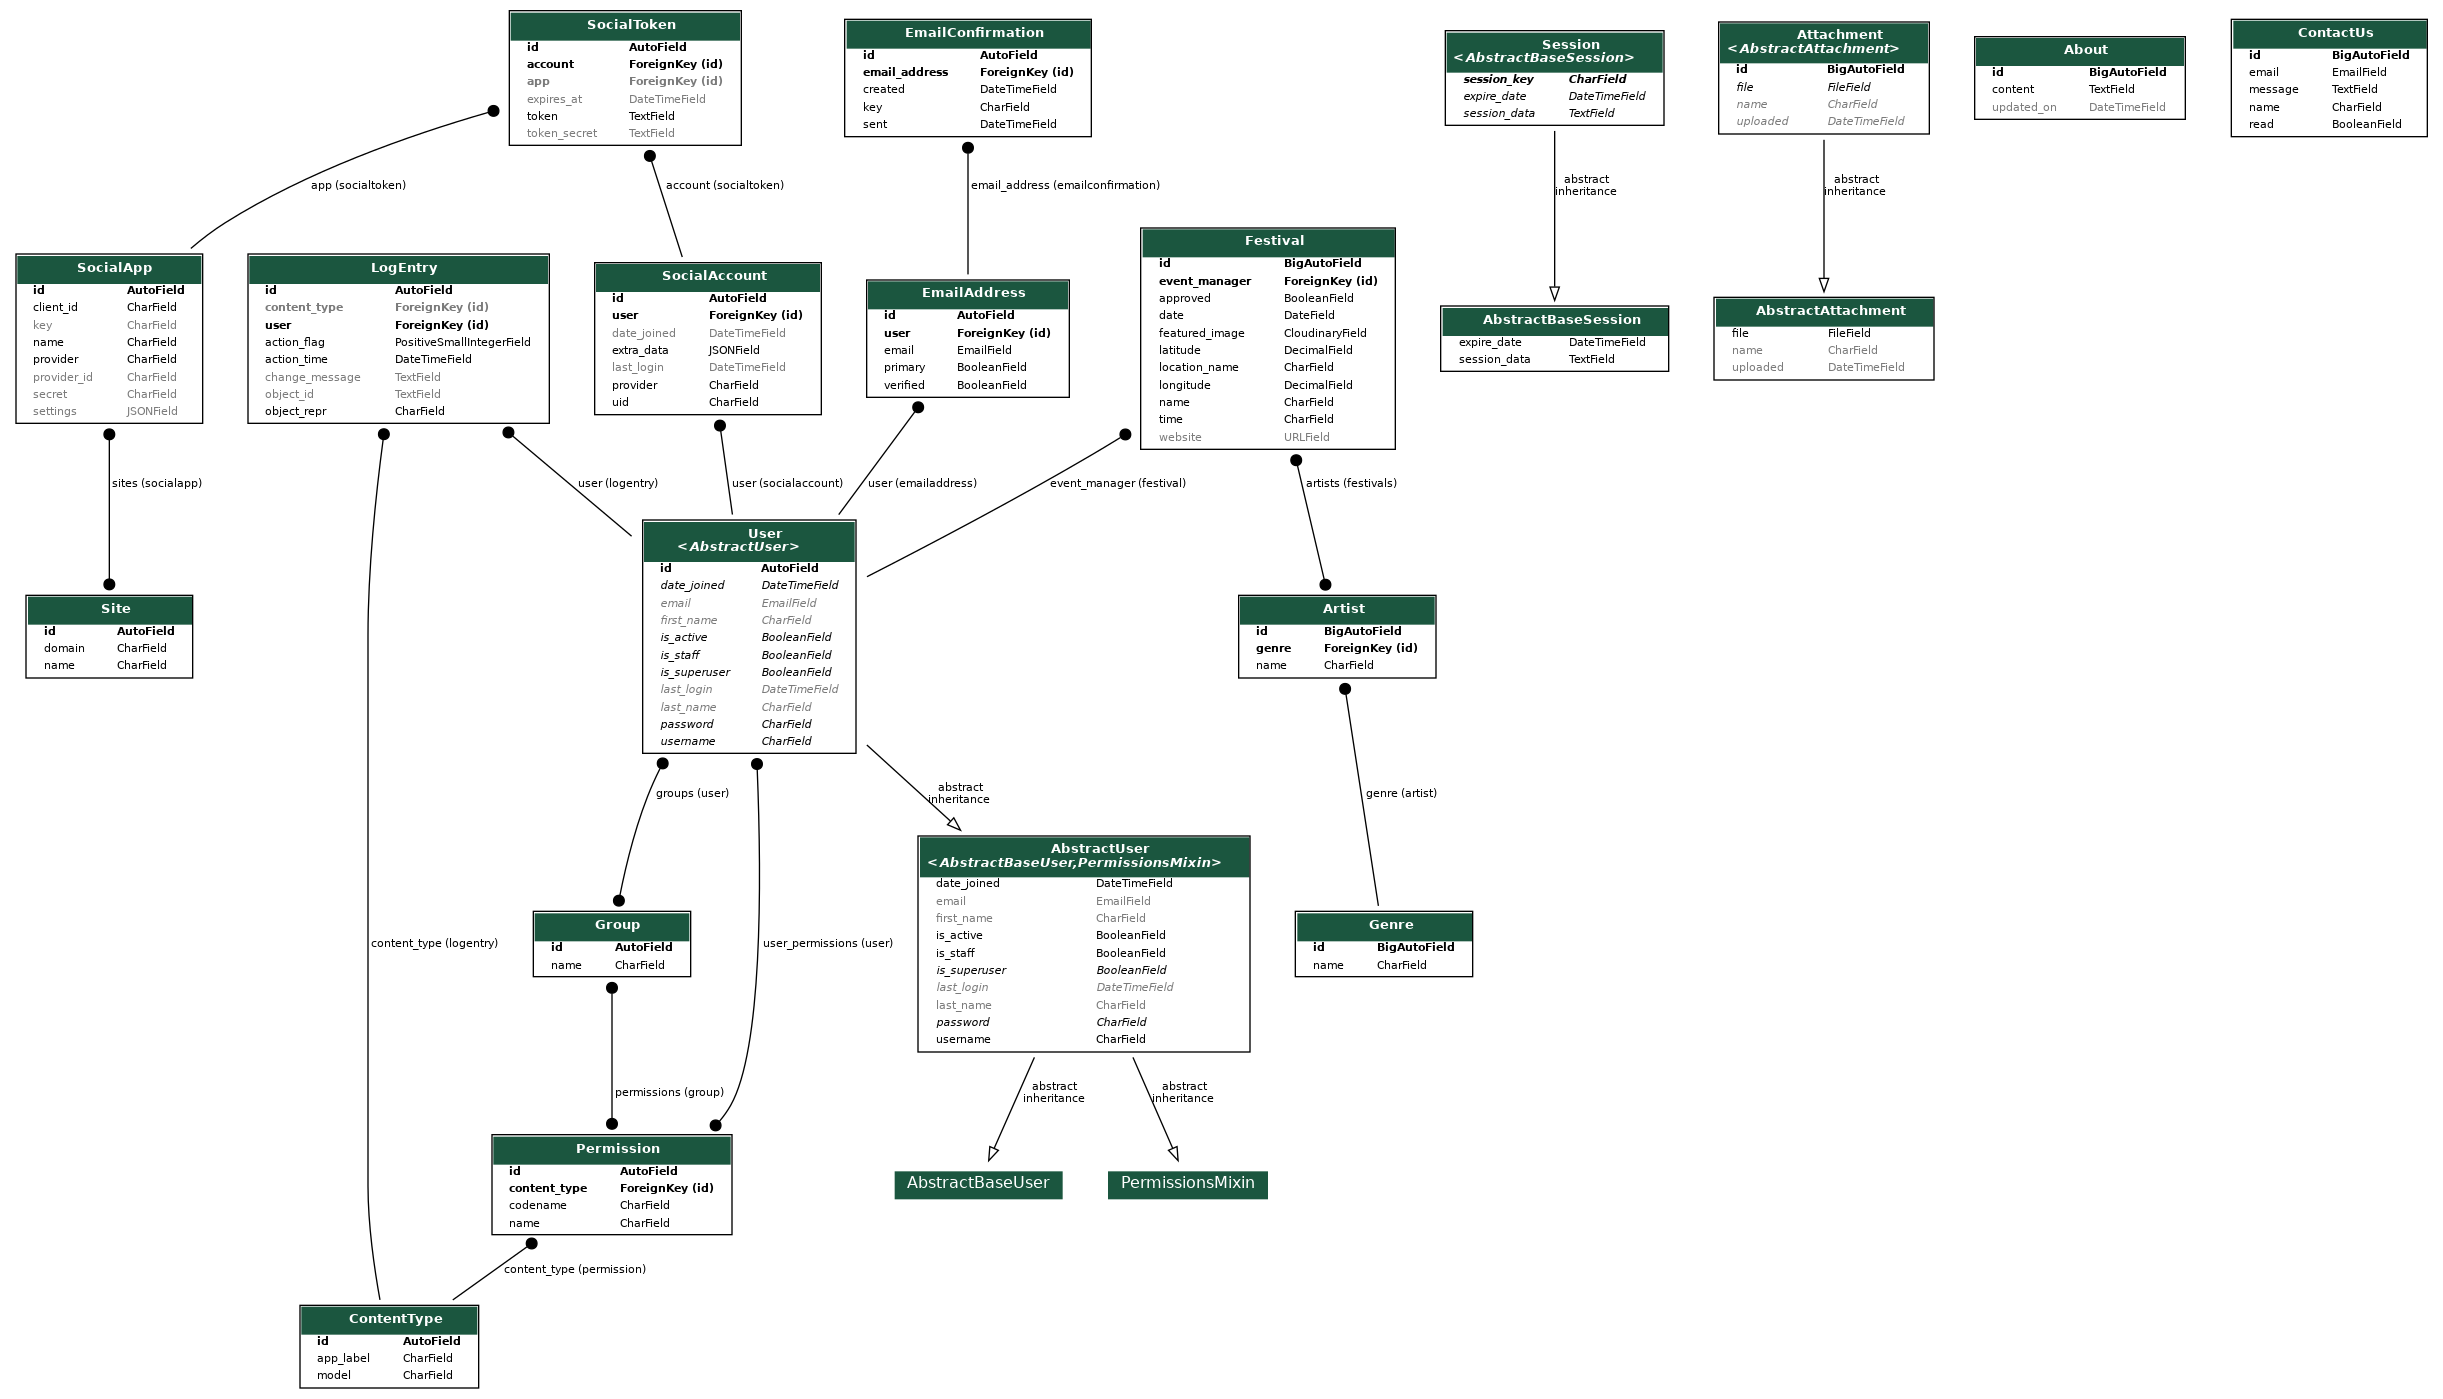 SocialToken
id AutoField
account ForeignKey (id)
app ForeignKey (id)
expires_at DateTimeField
token TextField
token_secret TextField
EmailConfirmation
id AutoField
email_address ForeignKey (id)
created DateTimeField
key CharField
sent DateTimeField
Session
<AbstractBaseSession>
session_key CharField
expire_date DateTimeField
session_data TextField
Attachment
<AbstractAttachment>
id BigAutoField
file FileField
name CharField
uploaded DateTimeField
About
id BigAutoField
content TextField
updated_on DateTimeField
ContactUs
id BigAutoField
email EmailField
message TextField
name CharField
read BooleanField
app (socialtoken)
account (socialtoken)
email_address (emailconfirmation)
abstract
inheritance
abstract
inheritance
SocialApp
id AutoField
client_id CharField
key CharField
name CharField
provider CharField
provider_id CharField
secret CharField
settings JSONField
LogEntry
id AutoField
content_type ForeignKey (id)
user ForeignKey (id)
action_flag PositiveSmallIntegerField
action_time DateTimeField
change_message TextField
object_id TextField
object_repr CharField
SocialAccount
id AutoField
user ForeignKey (id)
date_joined DateTimeField
extra_data JSONField
last_login DateTimeField
provider CharField
uid CharField
EmailAddress
id AutoField
user ForeignKey (id)
email EmailField
primary BooleanField
verified BooleanField
Festival
id BigAutoField
event_manager ForeignKey (id)
approved BooleanField
date DateField
featured_image CloudinaryField
latitude DecimalField
location_name CharField
longitude DecimalField
name CharField
time CharField
website URLField
AbstractBaseSession
expire_date DateTimeField
session_data TextField
AbstractAttachment
file FileField
name CharField
uploaded DateTimeField
sites (socialapp)
user (logentry)
user (socialaccount)
user (emailaddress)
event_manager (festival)
artists (festivals)
Site
id AutoField
domain CharField
name CharField
User
<AbstractUser>
id AutoField
date_joined DateTimeField
email EmailField
first_name CharField
is_active BooleanField
is_staff BooleanField
is_superuser BooleanField
last_login DateTimeField
last_name CharField
password CharField
username CharField
Artist
id BigAutoField
genre ForeignKey (id)
name CharField
groups (user)
abstract
inheritance
genre (artist)
content_type (logentry)
Group
id AutoField
name CharField
user_permissions (user)
AbstractUser
<AbstractBaseUser,PermissionsMixin>
date_joined DateTimeField
email EmailField
first_name CharField
is_active BooleanField
is_staff BooleanField
is_superuser BooleanField
last_login DateTimeField
last_name CharField
password CharField
username CharField
Genre
id BigAutoField
name CharField
permissions (group)
abstract
inheritance
abstract
inheritance
Permission
id AutoField
content_type ForeignKey (id)
codename CharField
name CharField
AbstractBaseUser
PermissionsMixin
content_type (permission)
ContentType
id AutoField
app_label CharField
model CharField